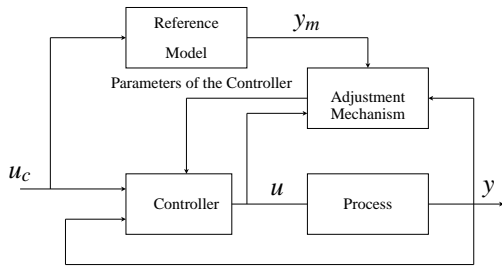 Reference
Model
y_m
Parameters of the Controller
Adjustment
Mechanism
u_c
Controller
u
Process
y